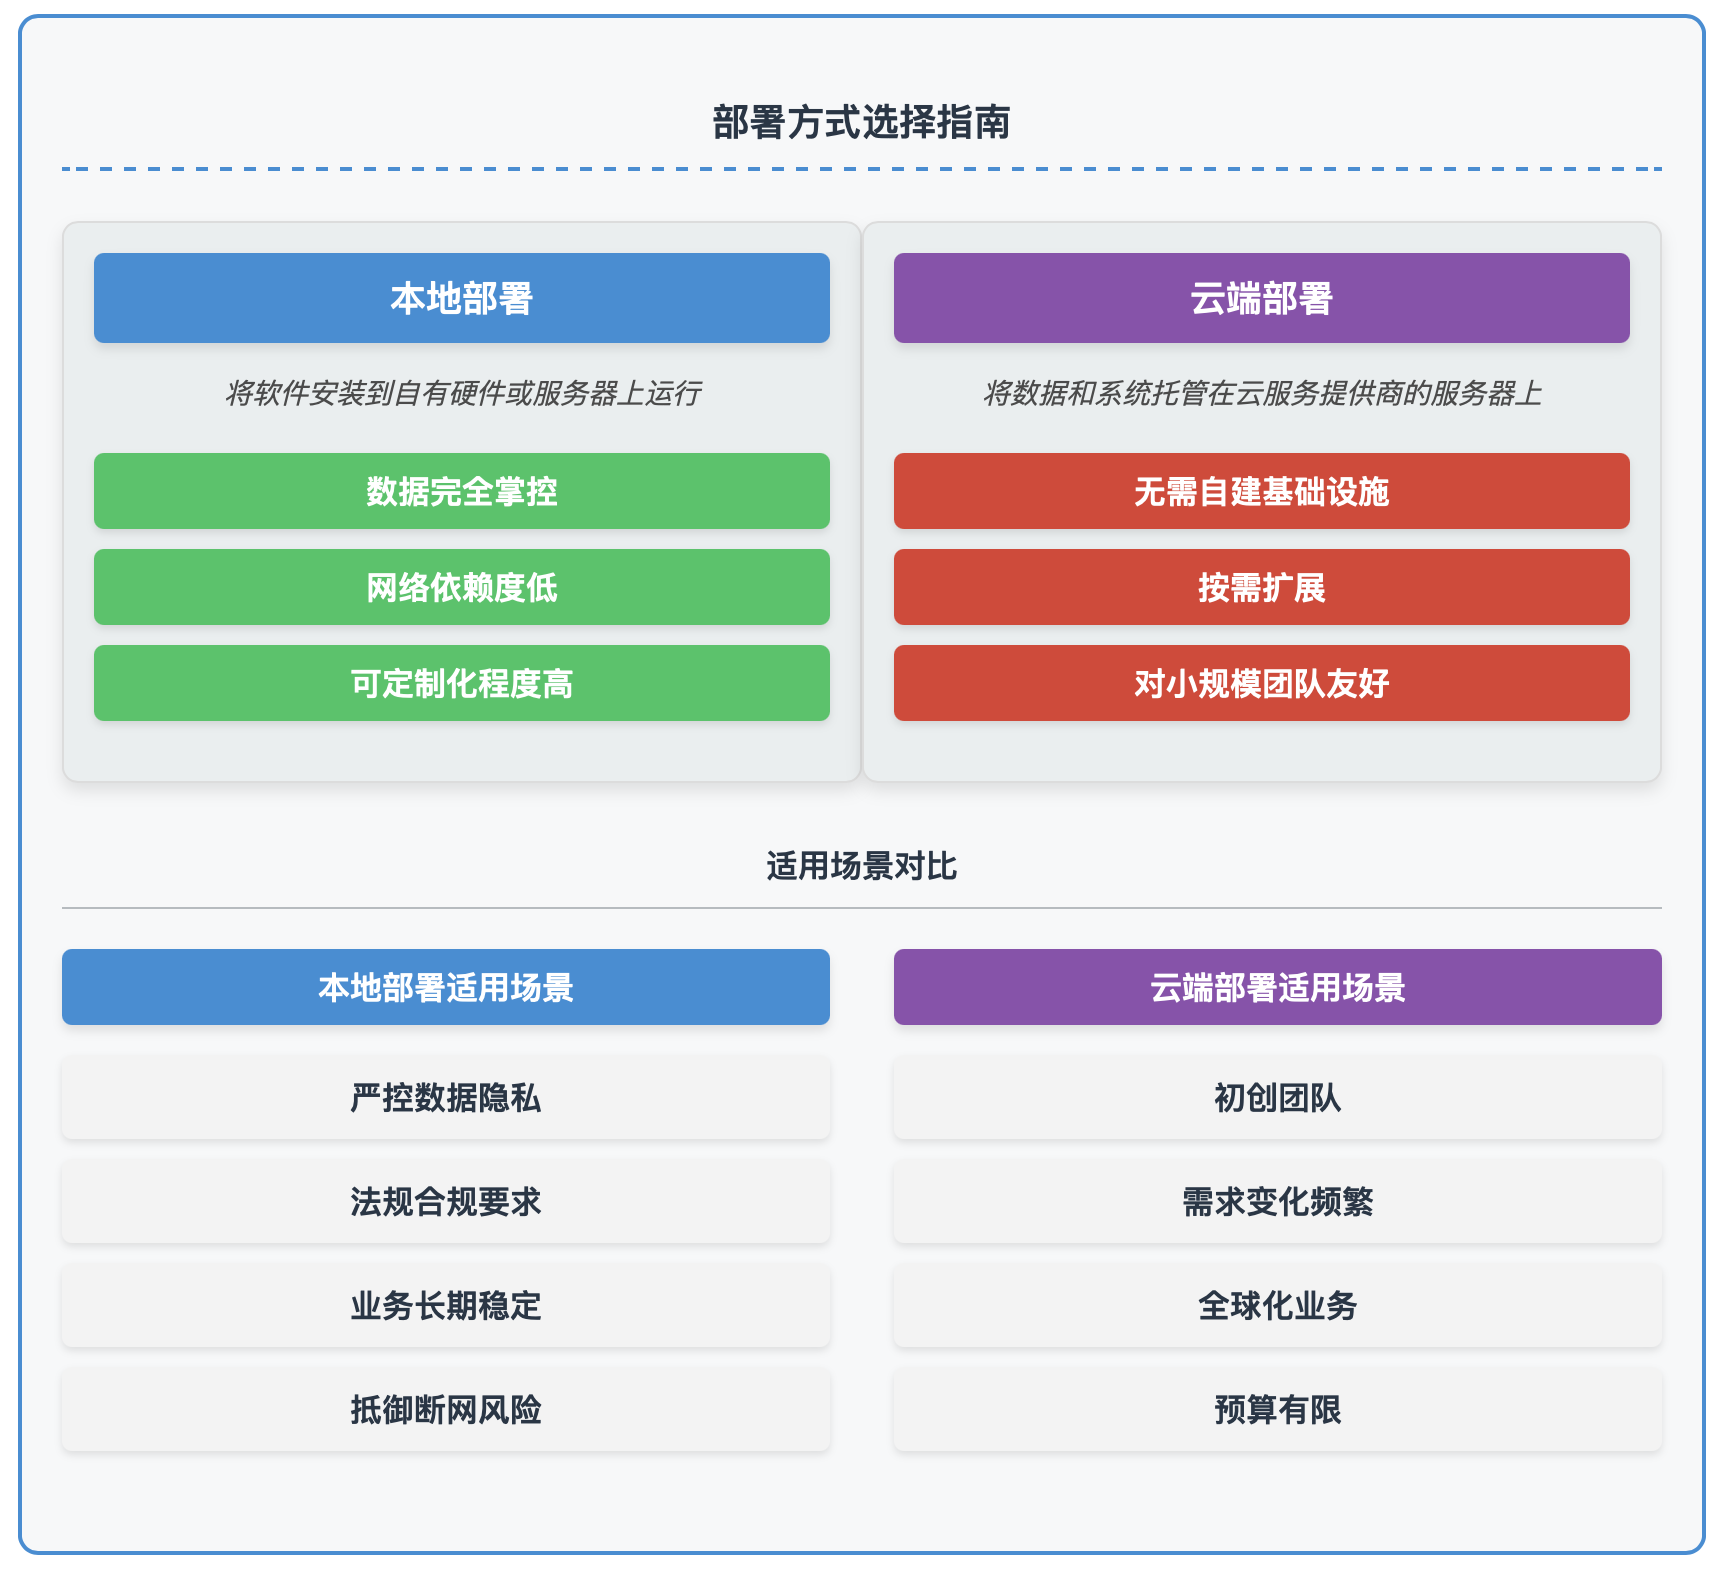 部署方式选择指南
本地部署
将软件安装到自有硬件或服务器上运行
数据完全掌控
网络依赖度低
可定制化程度高
云端部署
将数据和系统托管在云服务提供商的服务器上
无需自建基础设施
按需扩展
对小规模团队友好
适用场景对比
本地部署适用场景
严控数据隐私
法规合规要求
业务长期稳定
抵御断网风险
云端部署适用场景
初创团队
需求变化频繁
全球化业务
预算有限